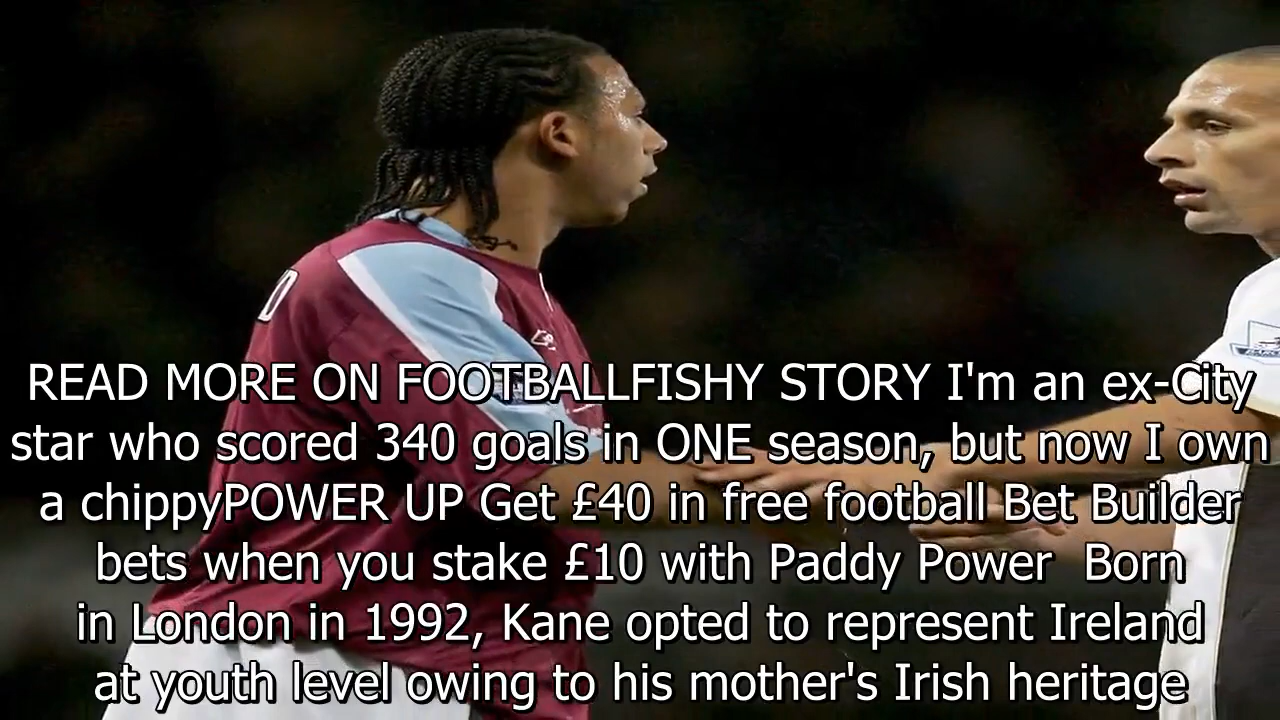 READ MORE ON FOOTBALLFISHY STORY I'm an ex-City
star who scored 340 goals in ONE season, but now I own
a chippyPOWER UP Get £40 in free football Bet Builder
bets when you stake £10 with Paddy Power  Born
in London in 1992, Kane opted to represent Ireland
at youth level owing to his mother's Irish heritage